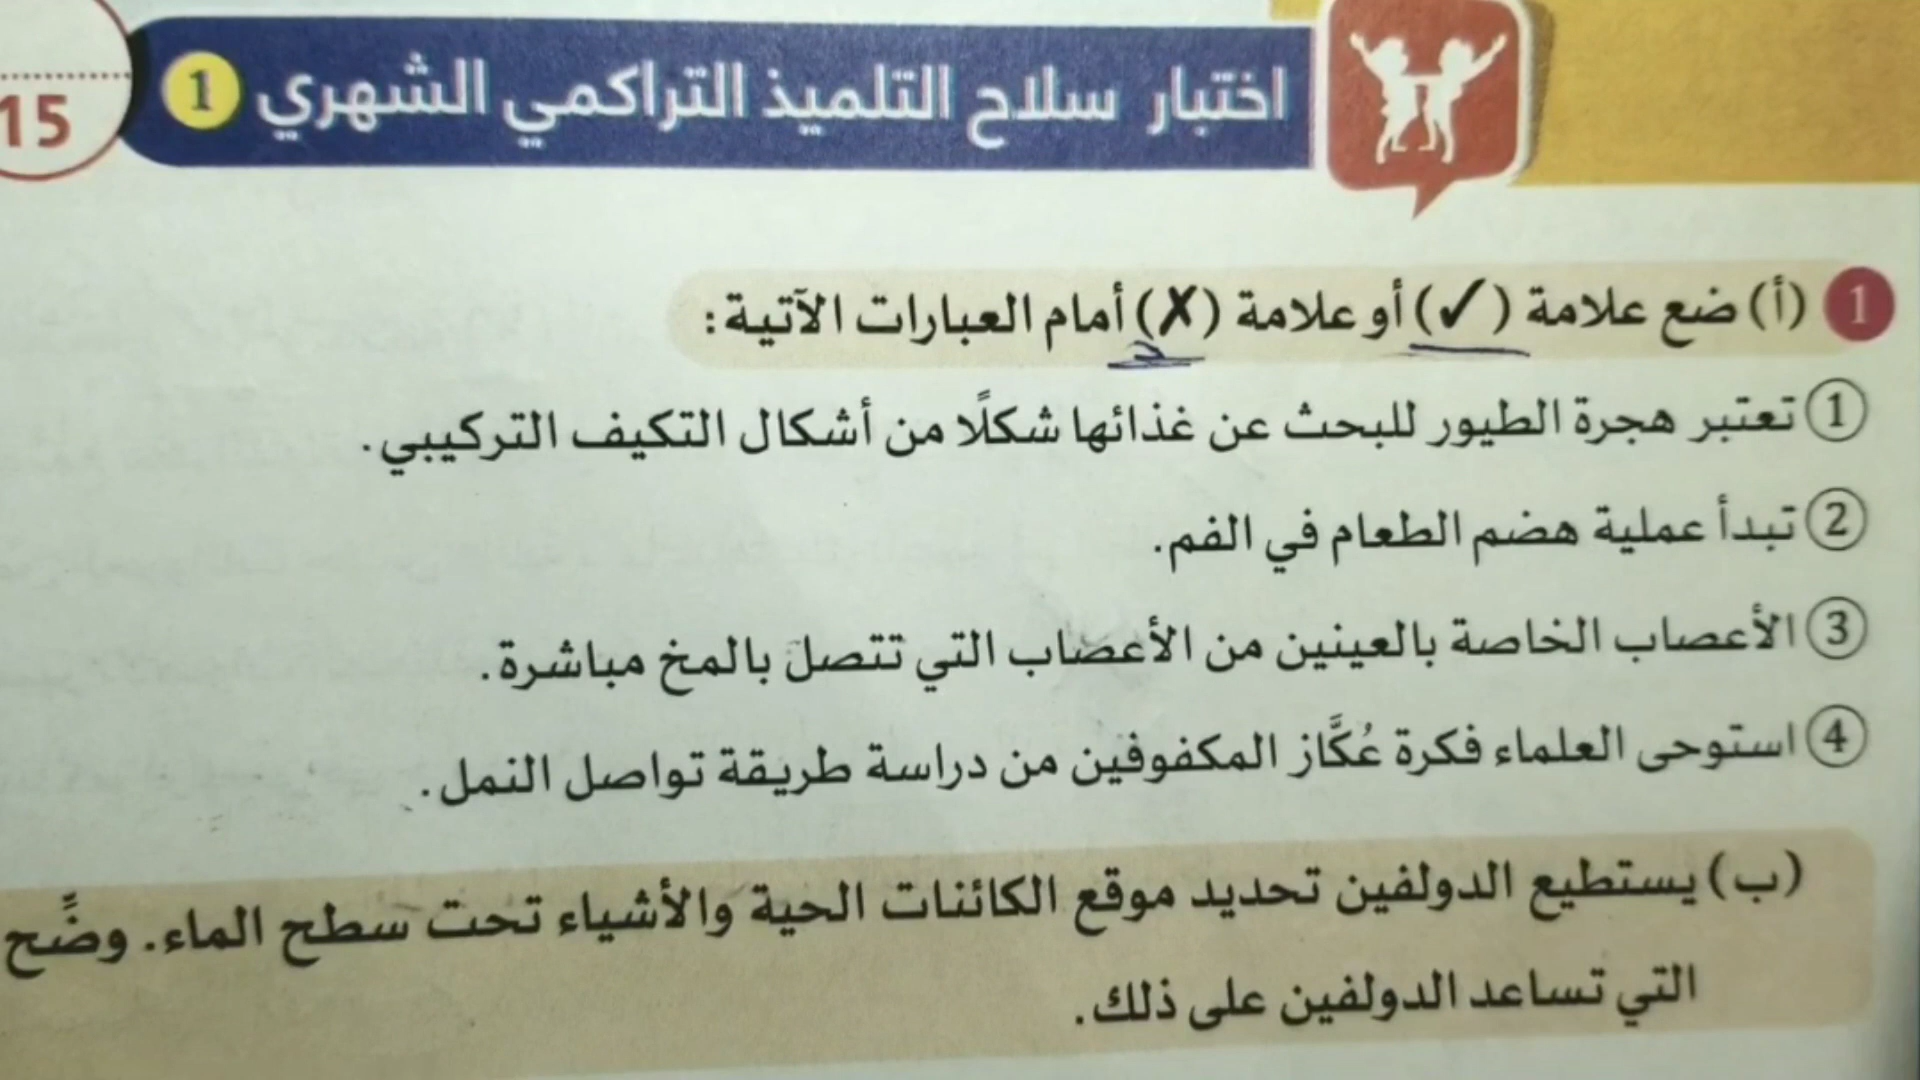 اختبار سلاح التلميذ التراكمي الشهري 1
15
1 (أ) ضع علامة (✓) أو علامة (✗) أمام العبارات الآتية:
1 تعتبر هجرة الطيور للبحث عن غذائها شكلًا من أشكال التكيف التركيبي.
2 تبدأ عملية هضم الطعام في الفم.
3 الأعصاب الخاصة بالعينين من الأعصاب التي تتصل بالمخ مباشرة.
4 استوحى العلماء فكرة عُكَّاز المكفوفين من دراسة طريقة تواصل النمل.
(ب) يستطيع الدولفين تحديد موقع الكائنات الحية والأشياء تحت سطح الماء. وضِّح
التي تساعد الدولفين على ذلك.